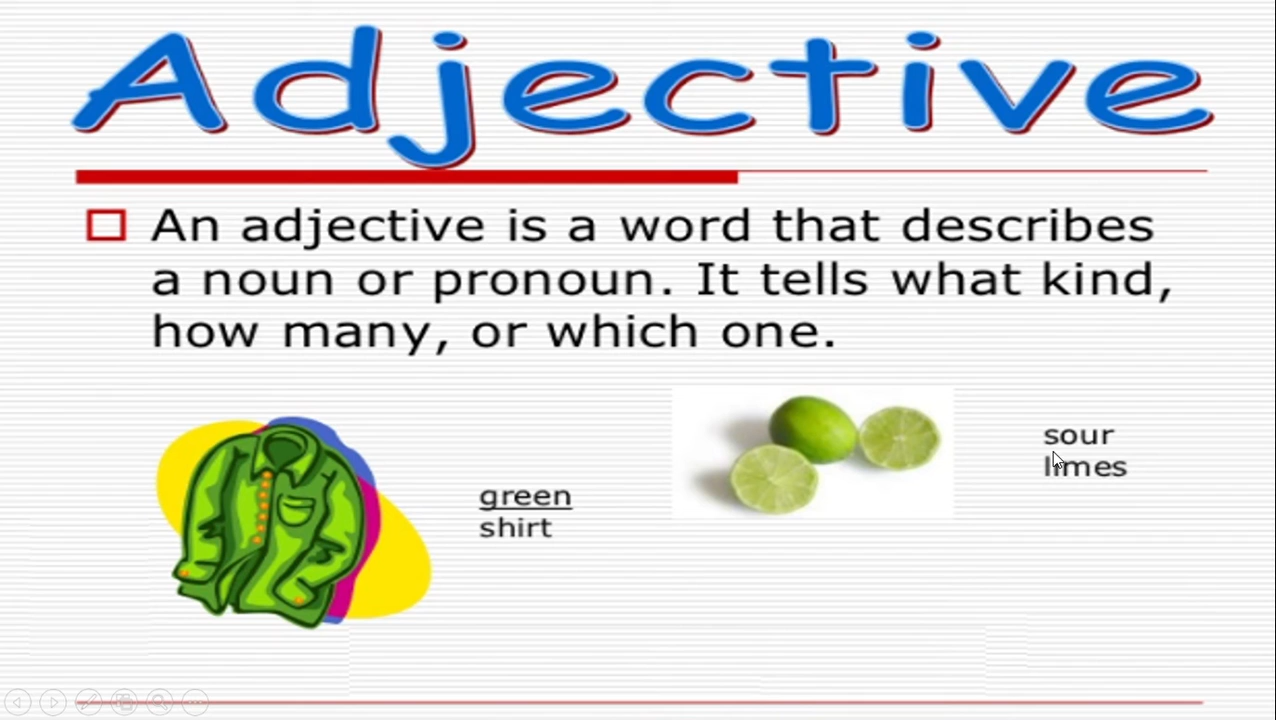 Adjective
An adjective is a word that describes
a noun or pronoun. It tells what kind,
how many, or which one.
green
shirt
sour
limes